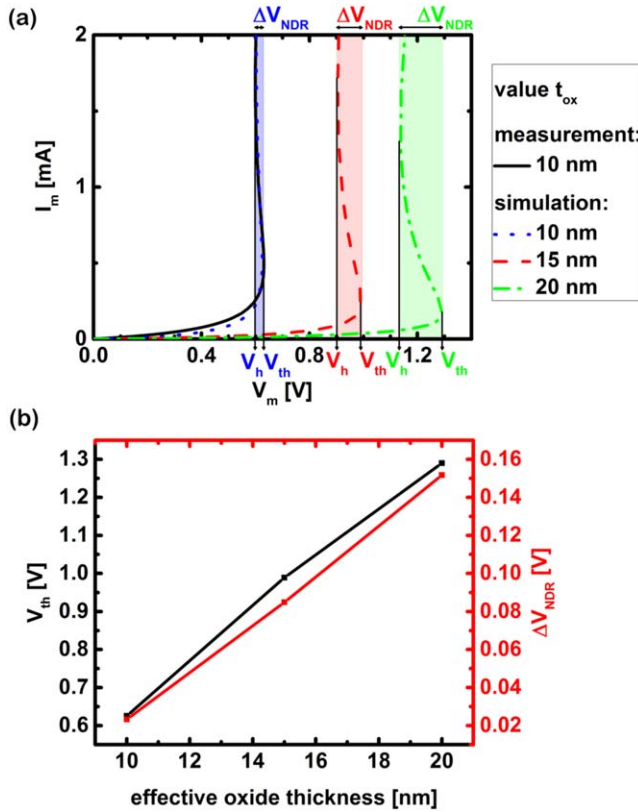 (a)
ΔV_NDR ΔV_NDR ΔV_NDR
2
1
0
I_m [mA]
0.0 0.4 0.8 1.2
V_h V_th V_h V_th V_h V_th
V_m [V]
value t_ox
measurement:
10 nm
simulation:
10 nm
15 nm
20 nm
(b)
1.3
1.2
1.1
1.0
0.9
0.8
0.7
0.6
V_th [V]
0.16
0.14
0.12
0.10
0.08
0.06
0.04
0.02
ΔV_NDR [V]
10 12 14 16 18 20
effective oxide thickness [nm]